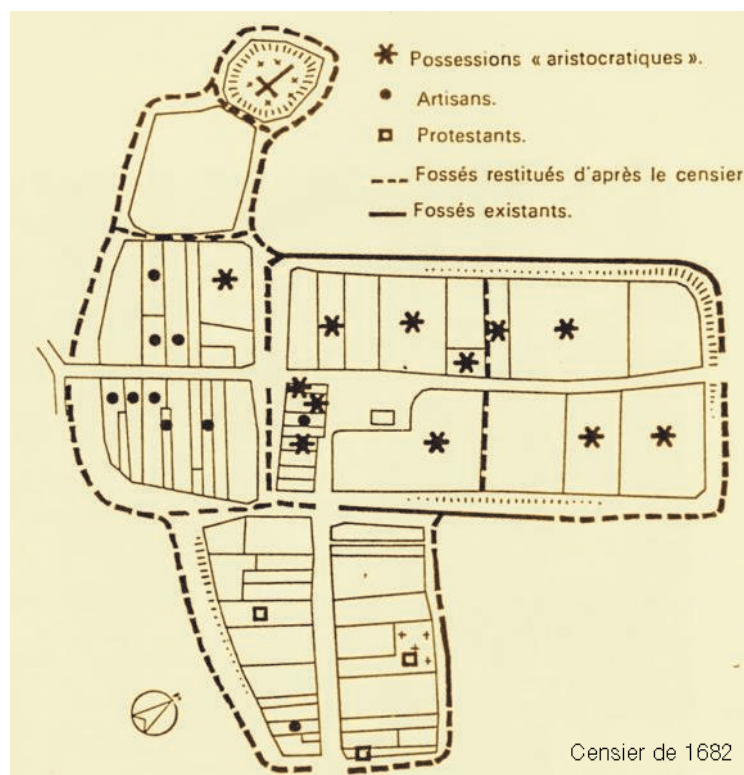 Possessions « aristocratiques ».
Artisans.
Protestants.
Fossés restitués d'après le censier
Fossés existants.
Censier de 1682